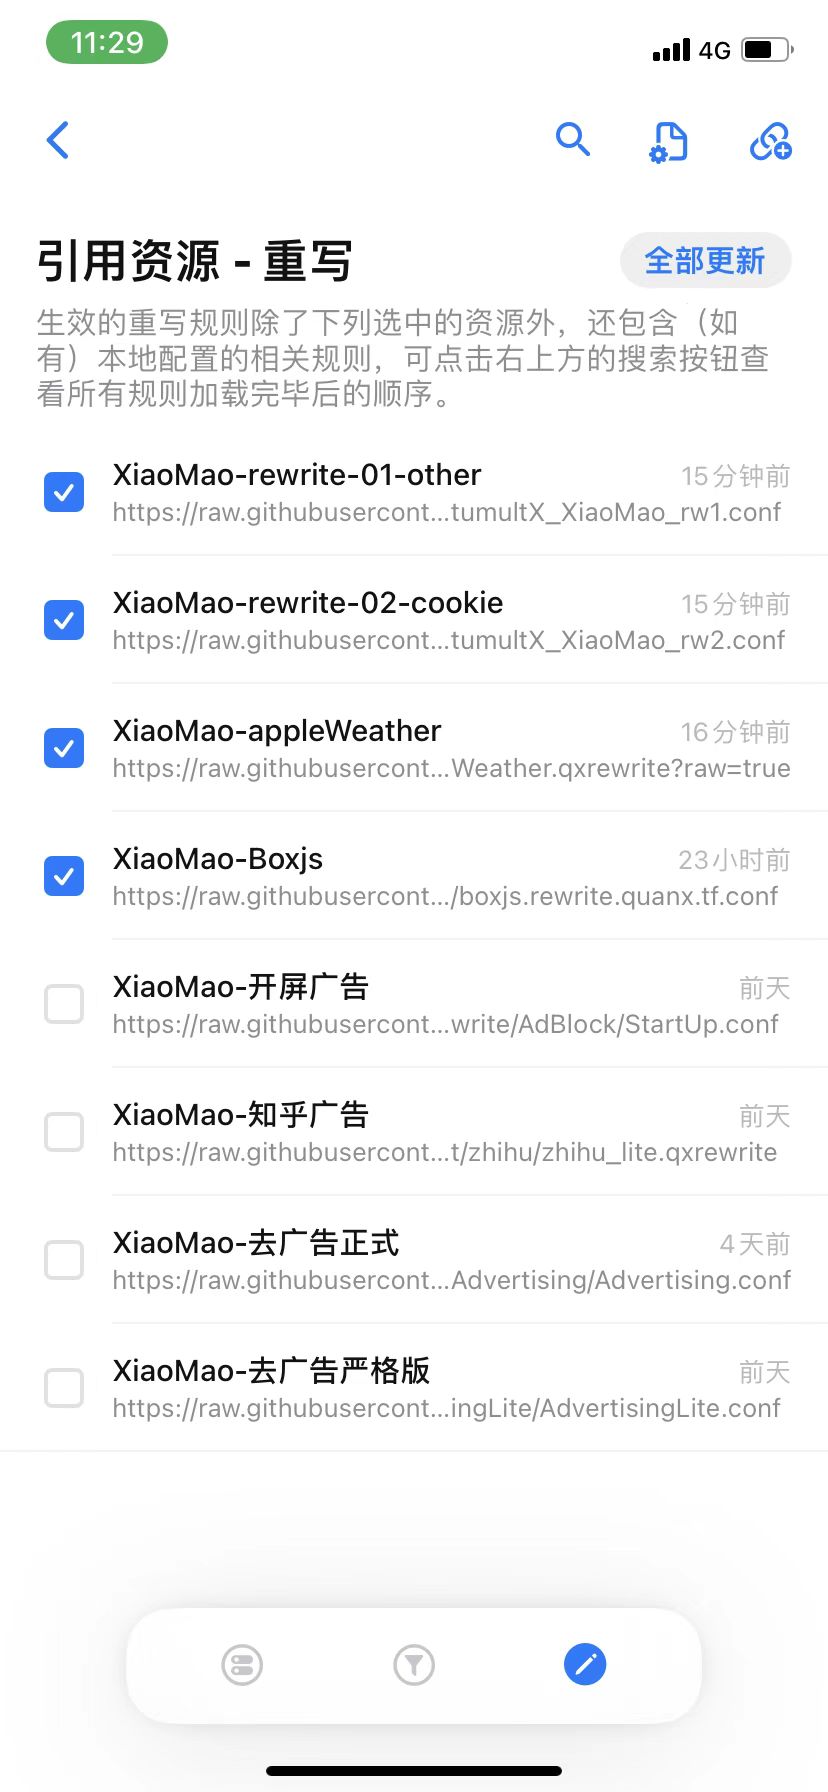 11:29
4G
引用资源 - 重写
全部更新
生效的重写规则除了下列选中的资源外，还包含（如
有）本地配置的相关规则，可点击右上方的搜索按钮查
看所有规则加载完毕后的顺序。
XiaoMao-rewrite-01-other
15分钟前
https://raw.githubusercont...tumultX_XiaoMao_rw1.conf
XiaoMao-rewrite-02-cookie
15分钟前
https://raw.githubusercont...tumultX_XiaoMao_rw2.conf
XiaoMao-appleWeather
16分钟前
https://raw.githubusercont...Weather.qxrewrite?raw=true
XiaoMao-Boxjs
23小时前
https://raw.githubusercont.../boxjs.rewrite.quanx.tf.conf
XiaoMao-开屏广告
前天
https://raw.githubusercont...write/AdBlock/StartUp.conf
XiaoMao-知乎广告
前天
https://raw.githubusercont...t/zhihu/zhihu_lite.qxrewrite
XiaoMao-去广告正式
4天前
https://raw.githubusercont...Advertising/Advertising.conf
XiaoMao-去广告严格版
前天
https://raw.githubusercont...ingLite/AdvertisingLite.conf